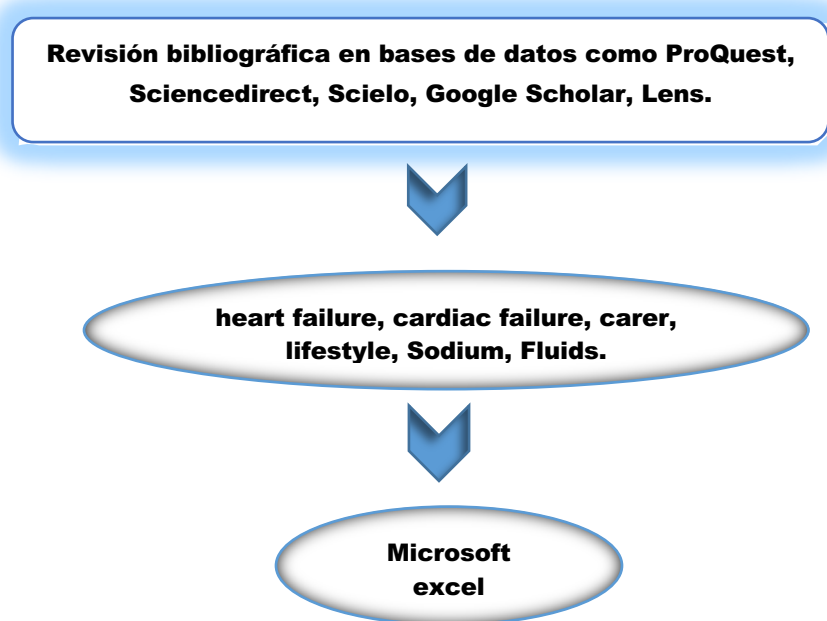 Revisión bibliográfica en bases de datos como ProQuest,
Sciencedirect, Scielo, Google Scholar, Lens.
heart failure, cardiac failure, carer,
lifestyle, Sodium, Fluids.
Microsoft
excel